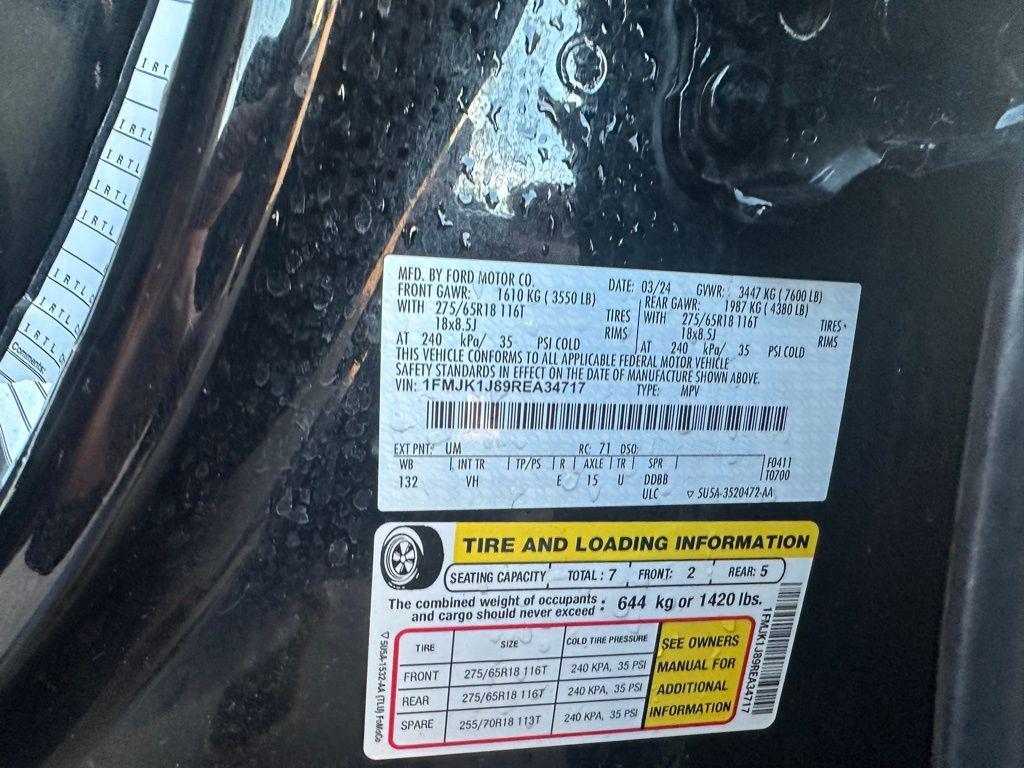 I R T L
I R T L
I R T L
I R T L
I R T L
I R T L
I R T L
I R T L
Comments:
MFD. BY FORD MOTOR CO. DATE: 03/24 GVWR: 3447 KG ( 7600 LB)
FRONT GAWR: 1610 KG ( 3550 LB) REAR GAWR: 1987 KG ( 4380 LB)
WITH 275/65R18 116T TIRES WITH 275/65R18 116T TIRES
18x8.5J RIMS 18x8.5J RIMS
AT 240 kPa/ 35 PSI COLD AT 240 kPa/ 35 PSI COLD
THIS VEHICLE CONFORMS TO ALL APPLICABLE FEDERAL MOTOR VEHICLE
SAFETY STANDARDS IN EFFECT ON THE DATE OF MANUFACTURE SHOWN ABOVE.
VIN: 1FMJK1J89REA34717 TYPE: MPV
EXT PNT: UM RC: 71 DSO:
WB INT TR TP/PS R AXLE TR SPR F0411
132 VH E 15 U DDBB T0700
ULC 5U5A-3520472-AA
TIRE AND LOADING INFORMATION
SEATING CAPACITY TOTAL : 7 FRONT: 2 REAR: 5
The combined weight of occupants and cargo should never exceed : 644 kg or 1420 lbs.
TIRE SIZE COLD TIRE PRESSURE
FRONT 275/65R18 116T 240 KPA, 35 PSI
REAR 275/65R18 116T 240 KPA, 35 PSI
SPARE 255/70R18 113T 240 KPA, 35 PSI
SEE OWNERS
MANUAL FOR
ADDITIONAL
INFORMATION
1FMJK1J89REA34717
5U5A-1532-AA (TLU) FoMoCo